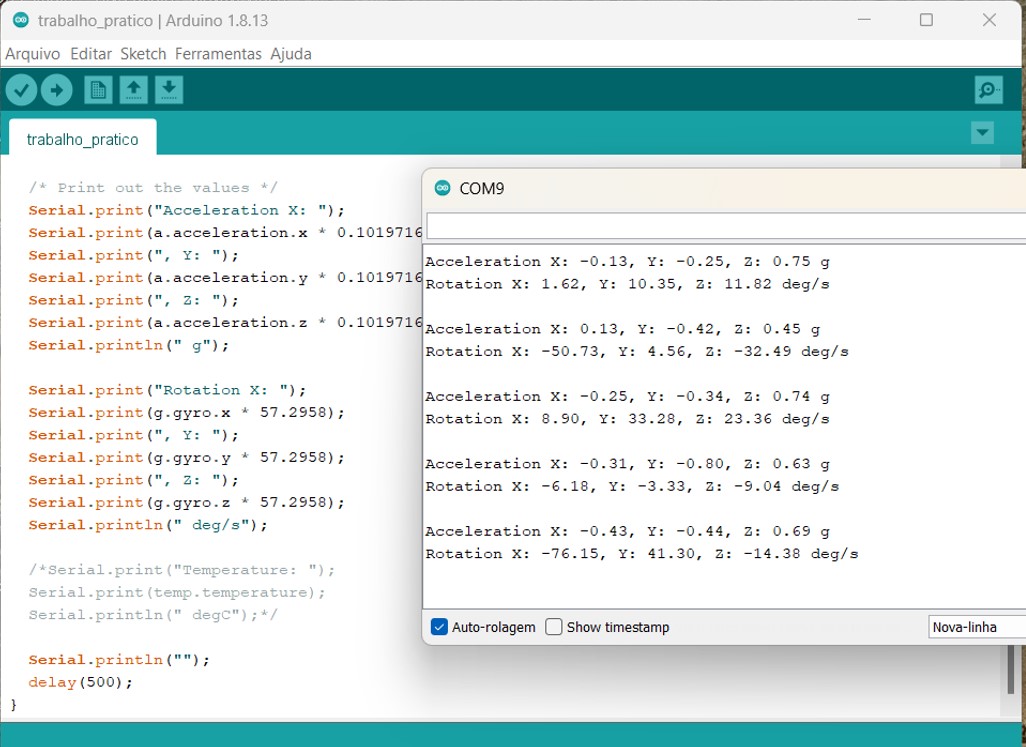 trabalho_pratico | Arduino 1.8.13
Arquivo Editar Sketch Ferramentas Ajuda
trabalho_pratico
/* Print out the values */
Serial.print("Acceleration X: ");
Serial.print(a.acceleration.x * 0.1019716
Serial.print(", Y: ");
Serial.print(a.acceleration.y * 0.1019716
Serial.print(", Z: ");
Serial.print(a.acceleration.z * 0.1019716
Serial.println(" g");
Serial.print("Rotation X: ");
Serial.print(g.gyro.x * 57.2958);
Serial.print(", Y: ");
Serial.print(g.gyro.y * 57.2958);
Serial.print(", Z: ");
Serial.print(g.gyro.z * 57.2958);
Serial.println(" deg/s");
/*Serial.print("Temperature: ");
Serial.print(temp.temperature);
Serial.println(" degC");*/
Serial.println("");
delay(500);
}
COM9
Acceleration X: -0.13, Y: -0.25, Z: 0.75 g
Rotation X: 1.62, Y: 10.35, Z: 11.82 deg/s
Acceleration X: 0.13, Y: -0.42, Z: 0.45 g
Rotation X: -50.73, Y: 4.56, Z: -32.49 deg/s
Acceleration X: -0.25, Y: -0.34, Z: 0.74 g
Rotation X: 8.90, Y: 33.28, Z: 23.36 deg/s
Acceleration X: -0.31, Y: -0.80, Z: 0.63 g
Rotation X: -6.18, Y: -3.33, Z: -9.04 deg/s
Acceleration X: -0.43, Y: -0.44, Z: 0.69 g
Rotation X: -76.15, Y: 41.30, Z: -14.38 deg/s
Auto-rolagem Show timestamp Nova-linha